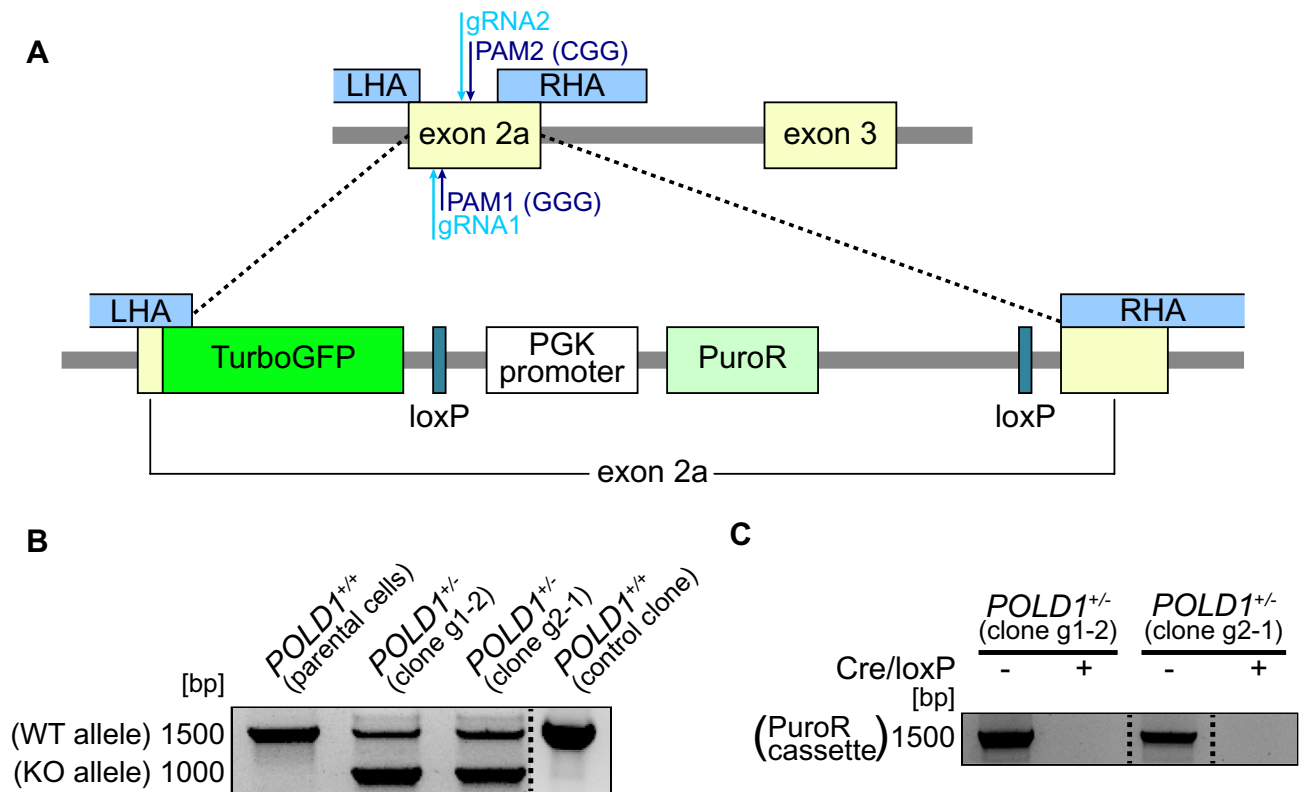 A
gRNA2
PAM2 (CGG)
LHA
RHA
exon 2a
exon 3
PAM1 (GGG)
gRNA1
LHA
RHA
TurboGFP
PGK
promoter
PuroR
loxP
loxP
exon 2a
B
POLD1+/+
(parental cells)
POLD1+/-
(clone g1-2)
POLD1+/-
(clone g2-1)
POLD1+/+
(control clone)
[bp]
(WT allele) 1500
(KO allele) 1000
C
POLD1+/-
(clone g1-2)
POLD1+/-
(clone g2-1)
Cre/loxP - + - +
[bp]
(PuroR
cassette) 1500